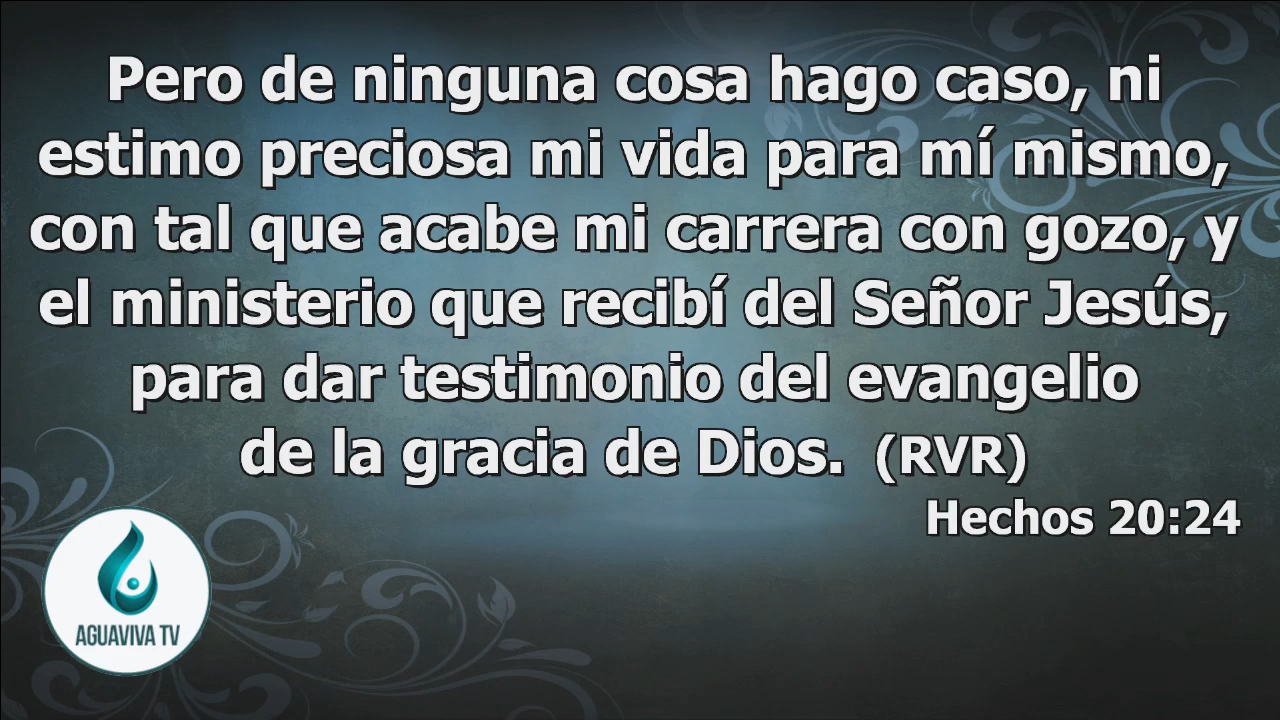 Pero de ninguna cosa hago caso, ni
estimo preciosa mi vida para mí mismo,
con tal que acabe mi carrera con gozo, y
el ministerio que recibí del Señor Jesús,
para dar testimonio del evangelio
de la gracia de Dios. (RVR)
Hechos 20:24
AGUAVIVA TV